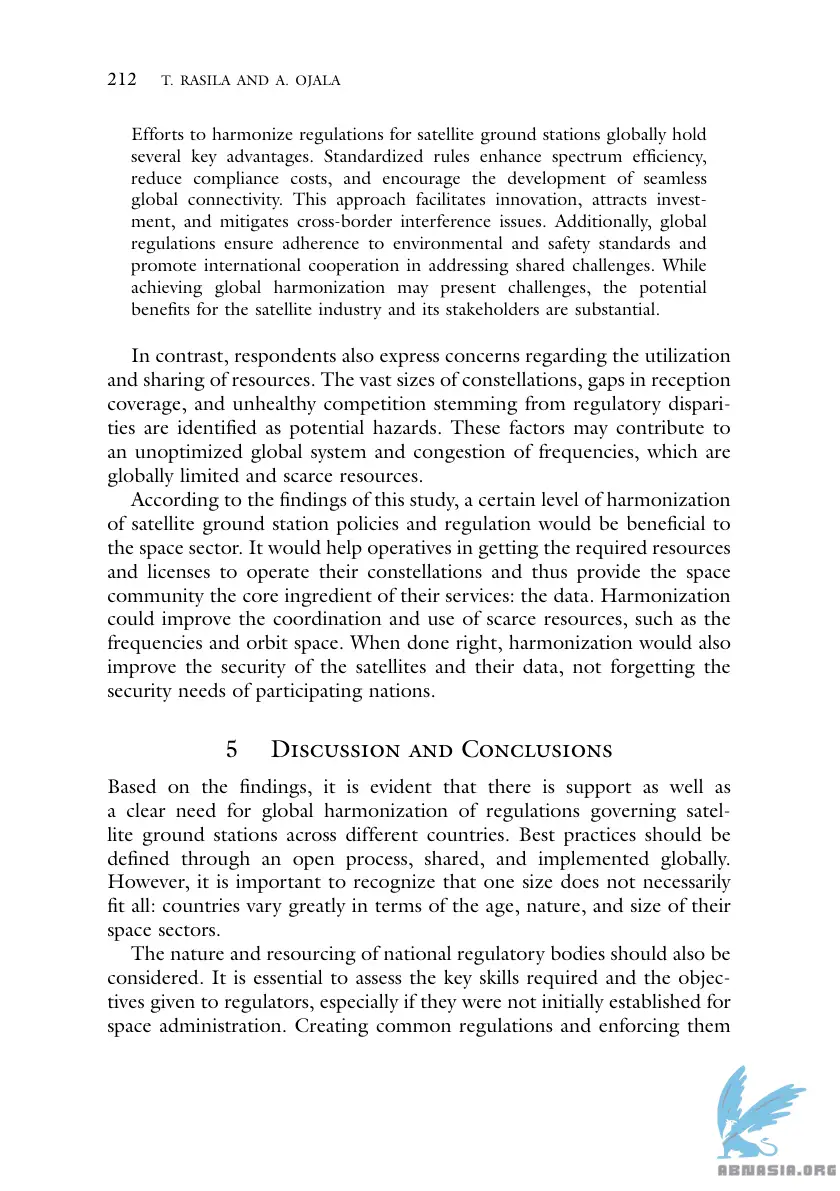 212 T. RASILA AND A. OJALA
Efforts to harmonize regulations for satellite ground stations globally hold
several key advantages. Standardized rules enhance spectrum efficiency,
reduce compliance costs, and encourage the development of seamless
global connectivity. This approach facilitates innovation, attracts invest-
ment, and mitigates cross-border interference issues. Additionally, global
regulations ensure adherence to environmental and safety standards and
promote international cooperation in addressing shared challenges. While
achieving global harmonization may present challenges, the potential
benefits for the satellite industry and its stakeholders are substantial.
In contrast, respondents also express concerns regarding the utilization
and sharing of resources. The vast sizes of constellations, gaps in reception
coverage, and unhealthy competition stemming from regulatory dispari-
ties are identified as potential hazards. These factors may contribute to
an unoptimized global system and congestion of frequencies, which are
globally limited and scarce resources.
According to the findings of this study, a certain level of harmonization
of satellite ground station policies and regulation would be beneficial to
the space sector. It would help operatives in getting the required resources
and licenses to operate their constellations and thus provide the space
community the core ingredient of their services: the data. Harmonization
could improve the coordination and use of scarce resources, such as the
frequencies and orbit space. When done right, harmonization would also
improve the security of the satellites and their data, not forgetting the
security needs of participating nations.
5 Discussion and Conclusions
Based on the findings, it is evident that there is support as well as
a clear need for global harmonization of regulations governing satel-
lite ground stations across different countries. Best practices should be
defined through an open process, shared, and implemented globally.
However, it is important to recognize that one size does not necessarily
fit all: countries vary greatly in terms of the age, nature, and size of their
space sectors.
The nature and resourcing of national regulatory bodies should also be
considered. It is essential to assess the key skills required and the objec-
tives given to regulators, especially if they were not initially established for
space administration. Creating common regulations and enforcing them
ABNASIA.ORG